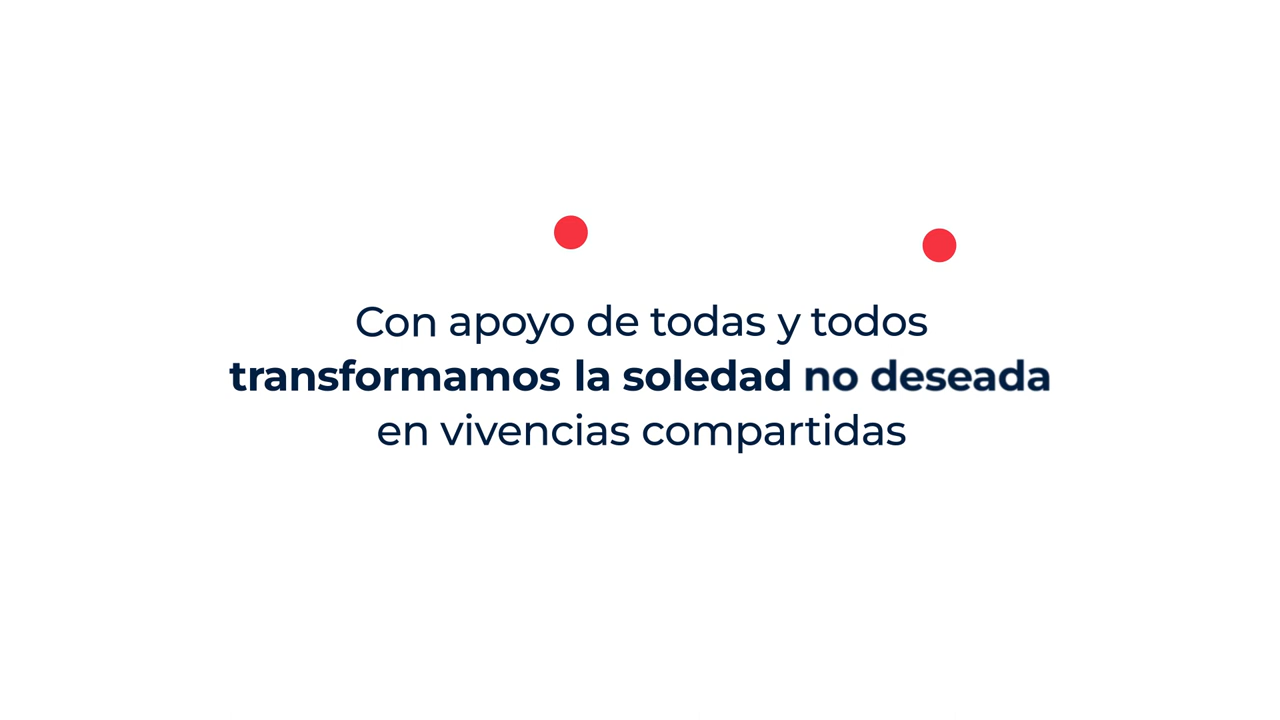 Con apoyo de todas y todos
transformamos la soledad no deseada
en vivencias compartidas